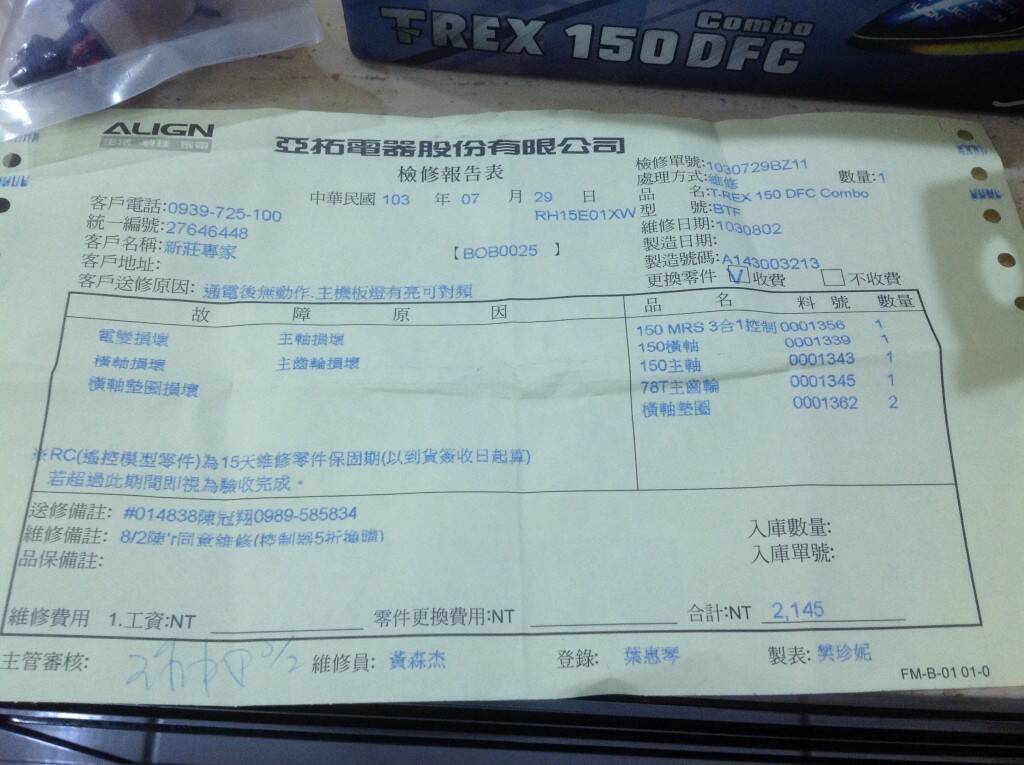 T-REX 150 DFC Combo
ALIGN
亞拓電器股份有限公司
檢修報告表
中華民國 103 年 07 月 29 日
RH15E01XW
檢修單號:1030729BZ11
處理方式:維修 數量:1
品 名:T-REX 150 DFC Combo
型 號:BTF
維修日期:1030802
製造日期:
製造號碼:A143003213
更換零件 收費 不收費
客戶電話:0939-725-100
統一編號:27646448
客戶名稱:新莊專家 【BOB0025 】
客戶地址:
客戶送修原因: 通電後無動作.主機板燈有亮可對頻
故 障 原 因
電變損壞 主軸損壞
橫軸損壞 主齒輪損壞
橫軸墊圈損壞
※RC(遙控模型零件)為15天維修零件保固期(以到貨簽收日起算)
若超過此期間即視為驗收完成。
品 名 料 號 數量
150 MRS 3合1控制 0001356 1
150橫軸 0001339 1
150主軸 0001343 1
78T主齒輪 0001345 1
橫軸墊圈 0001362 2
送修備註: #014838陳冠翔0989-585834
維修備註: 8/2陳'r同意維修(控制器5折換購)
品保備註:
入庫數量:
入庫單號:
維修費用 1.工資:NT 零件更換費用:NT 合計:NT 2,145
主管審核: 維修員: 黃森杰 登錄: 葉惠琴 製表: 樊珍妮
FM-B-01 01-0